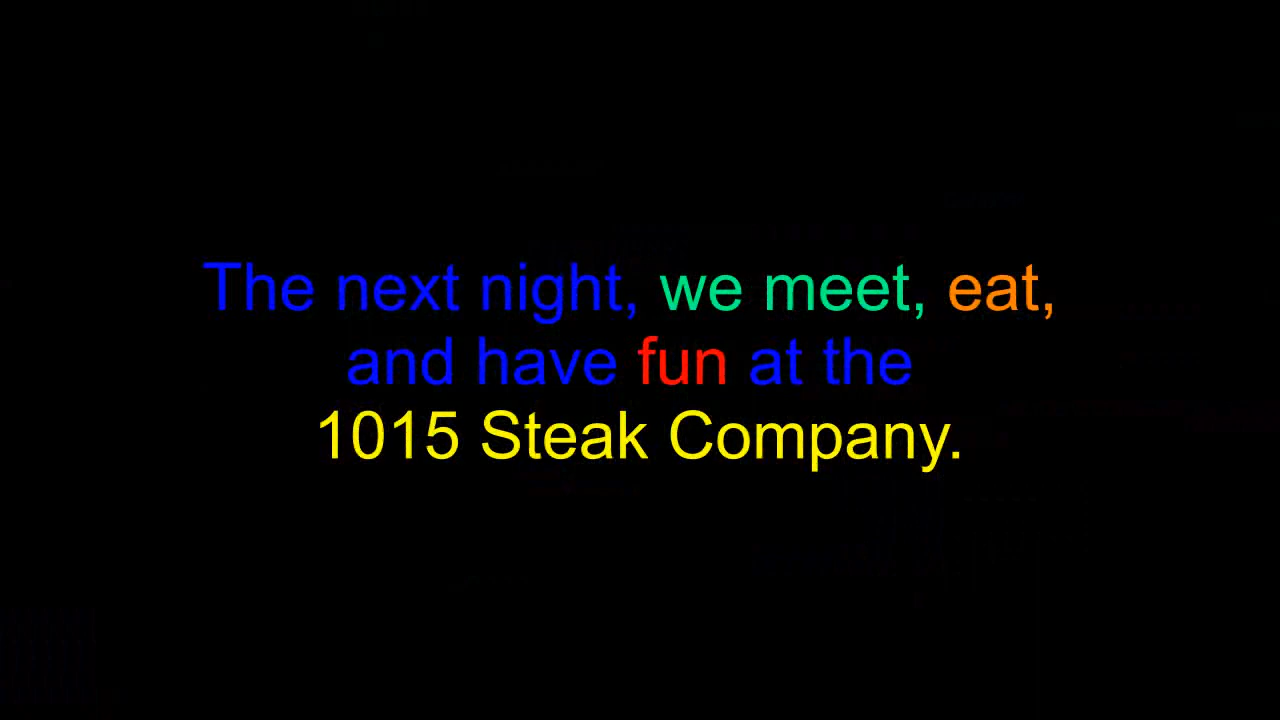 The next night, we meet, eat,
and have fun at the
1015 Steak Company.